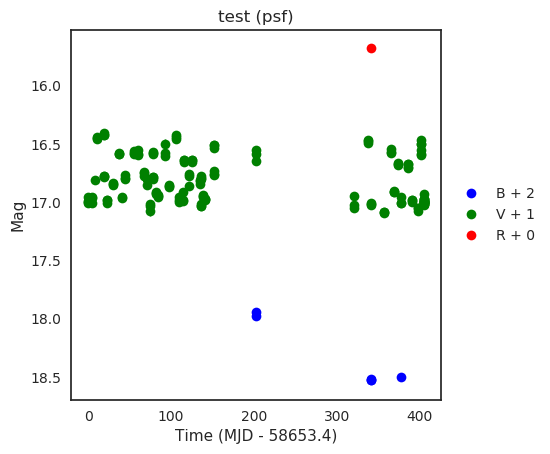 test (psf)
16.0
16.5
17.0
17.5
18.0
18.5
Mag
0
100
200
300
400
Time (MJD - 58653.4)
B + 2
V + 1
R + 0